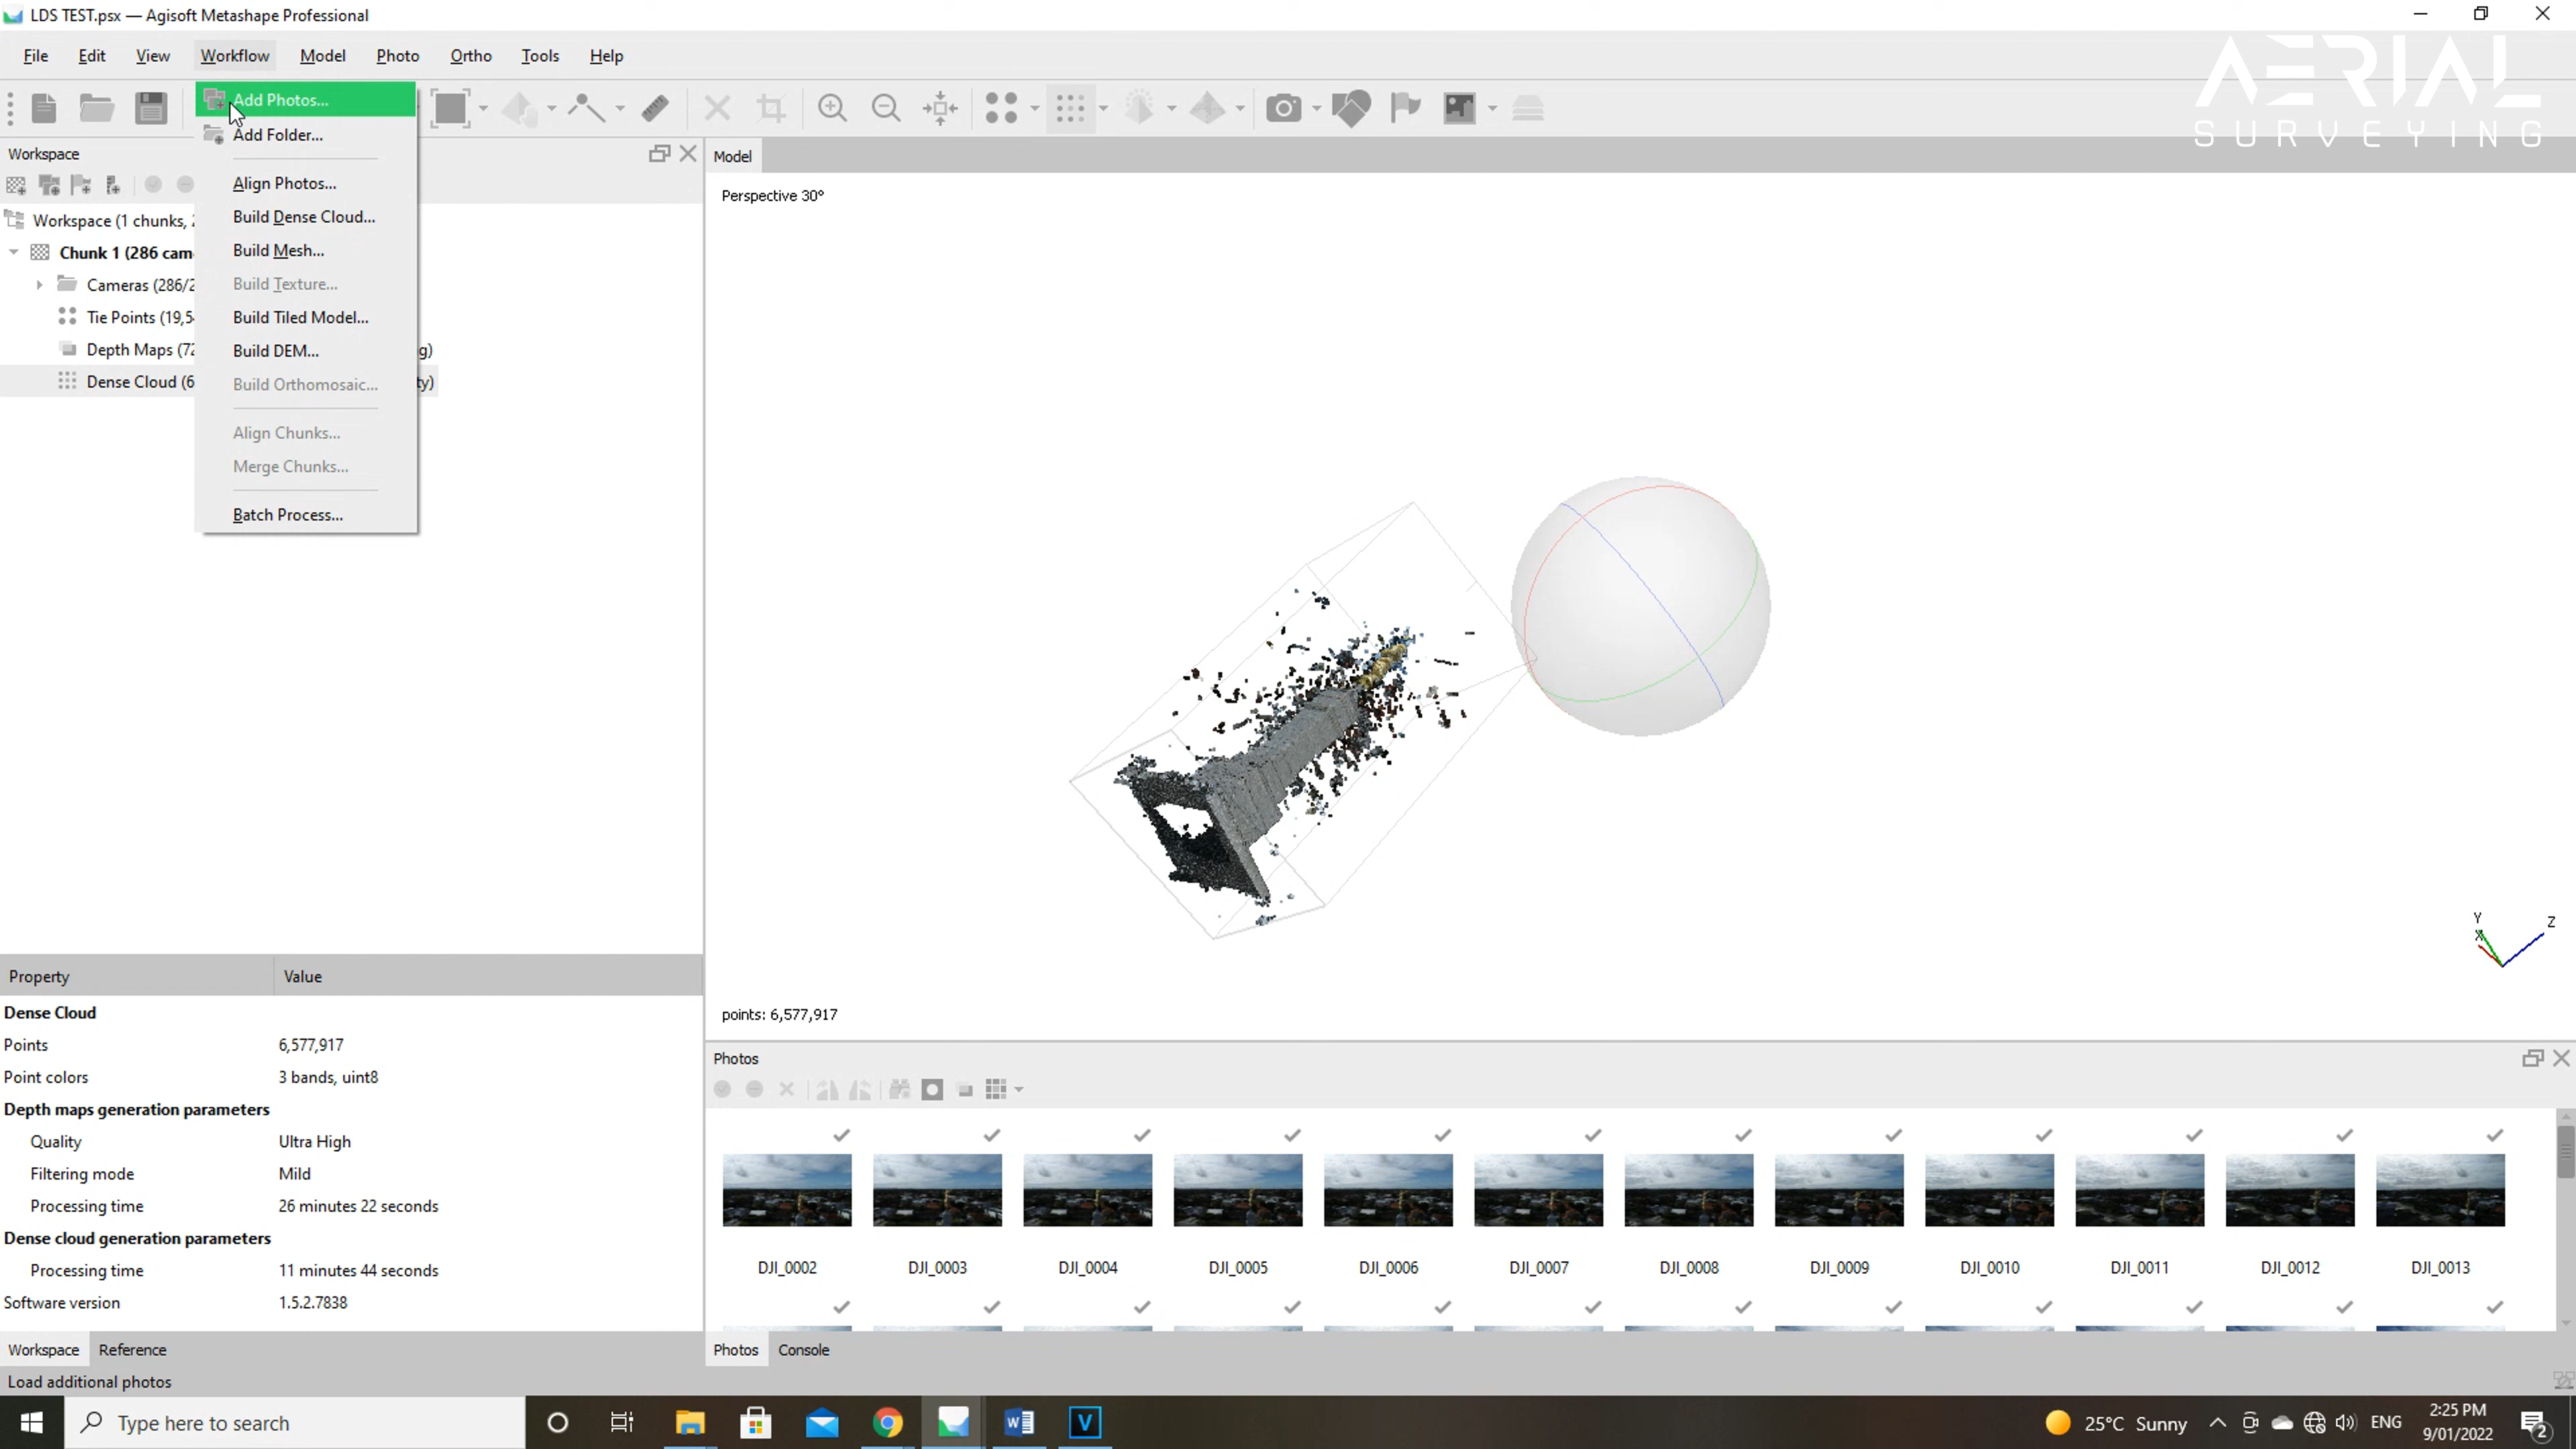 LDS TEST.psx — Agisoft Metashape Professional
File Edit View Workflow Model Photo Ortho Tools Help
AERIAL
SURVEYING
Add Photos...
Add Folder...
Align Photos...
Build Dense Cloud...
Build Mesh...
Build Texture...
Build Tiled Model...
Build DEM...
Build Orthomosaic...
Align Chunks...
Merge Chunks...
Batch Process...
Workspace
Workspace (1 chunks,
Chunk 1 (286 cam
Cameras (286/2
Tie Points (19,5
Depth Maps (72 g)
Dense Cloud (6 ty)
Model
Perspective 30°
Y
X
Z
points: 6,577,917
Property Value
Dense Cloud
Points 6,577,917
Point colors 3 bands, uint8
Depth maps generation parameters
Quality Ultra High
Filtering mode Mild
Processing time 26 minutes 22 seconds
Dense cloud generation parameters
Processing time 11 minutes 44 seconds
Software version 1.5.2.7838
Workspace Reference
Load additional photos
Photos
DJI_0002 DJI_0003 DJI_0004 DJI_0005 DJI_0006 DJI_0007 DJI_0008 DJI_0009 DJI_0010 DJI_0011 DJI_0012 DJI_0013
Photos Console
Type here to search
W
V
25°C Sunny
ENG
2:25 PM
9/01/2022
2